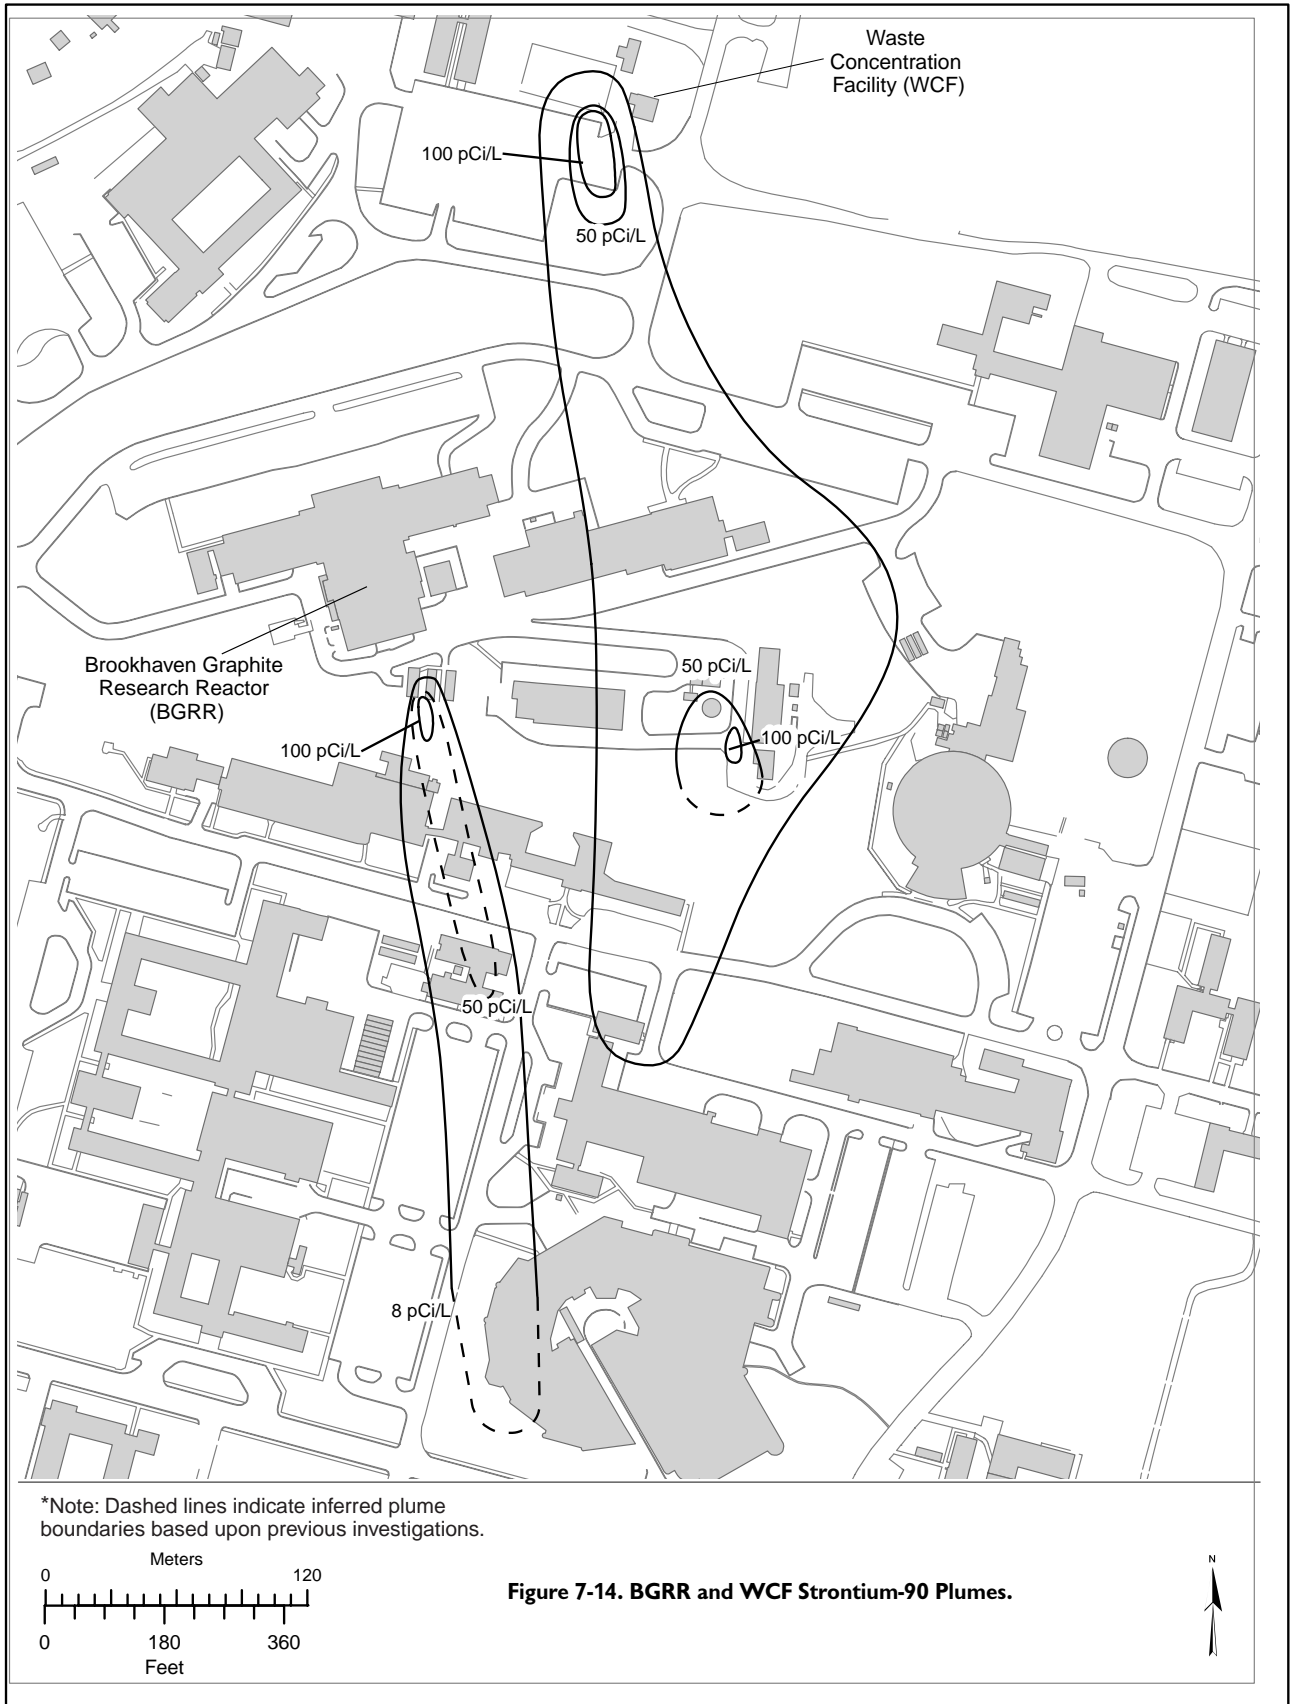 Waste
Concentration
Facility (WCF)
100 pCi/L
50 pCi/L
Brookhaven Graphite
Research Reactor
(BGRR)
50 pCi/L
100 pCi/L
100 pCi/L
50 pCi/L
8 pCi/L
*Note: Dashed lines indicate inferred plume
boundaries based upon previous investigations.
Meters
0 120
0 180 360
Feet
Figure 7-14. BGRR and WCF Strontium-90 Plumes.
N